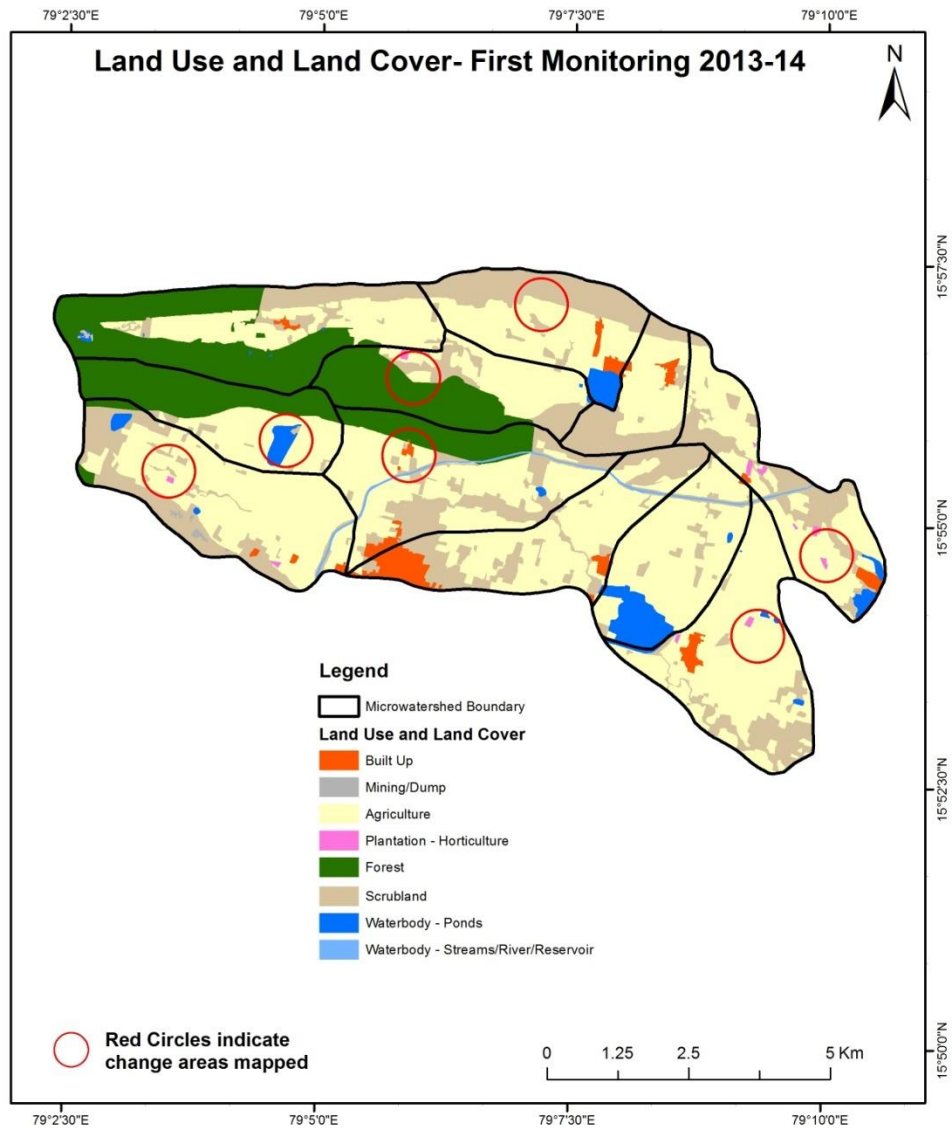 79°2'30"E 79°5'0"E 79°7'30"E 79°10'0"E
Land Use and Land Cover- First Monitoring 2013-14
N
15°57'30"N
15°55'0"N
Legend
Microwatershed Boundary
Land Use and Land Cover
Built Up
Mining/Dump
Agriculture
Plantation - Horticulture
Forest
Scrubland
Waterbody - Ponds
Waterbody - Streams/River/Reservoir
15°52'30"N
Red Circles indicate
change areas mapped
0 1.25 2.5 5 Km
15°50'0"N
79°2'30"E 79°5'0"E 79°7'30"E 79°10'0"E